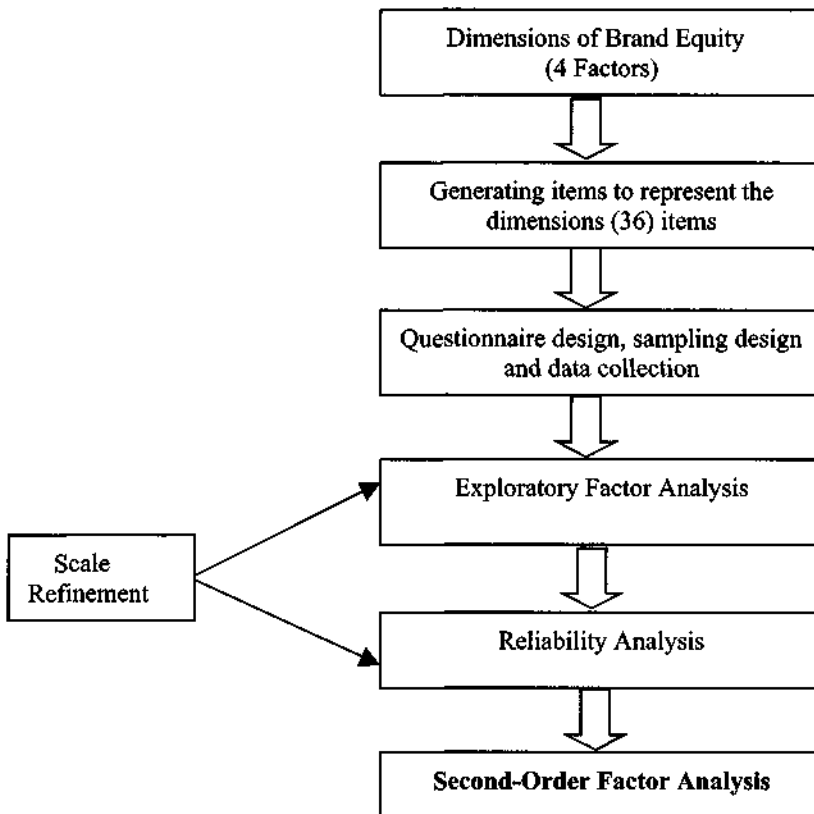 Dimensions of Brand Equity
(4 Factors)
Generating items to represent the
dimensions (36) items
Questionnaire design, sampling design
and data collection
Exploratory Factor Analysis
Scale
Refinement
Reliability Analysis
Second-Order Factor Analysis